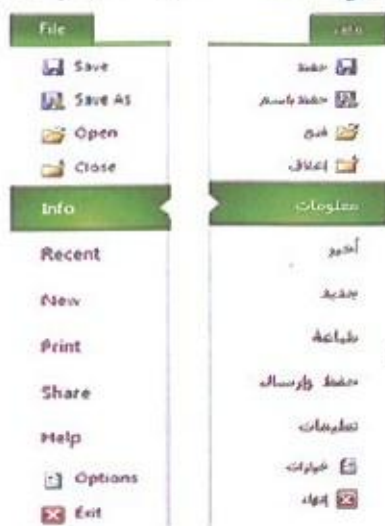 File
Save
Save As
Open
Close
Info
Recent
New
Print
Share
Help
Options
Exit
ملف
حفظ
حفظ باسم
فتح
إغلاق
معلومات
أخير
جديد
طباعة
حفظ وإرسال
تعليمات
خيارات
إنهاء